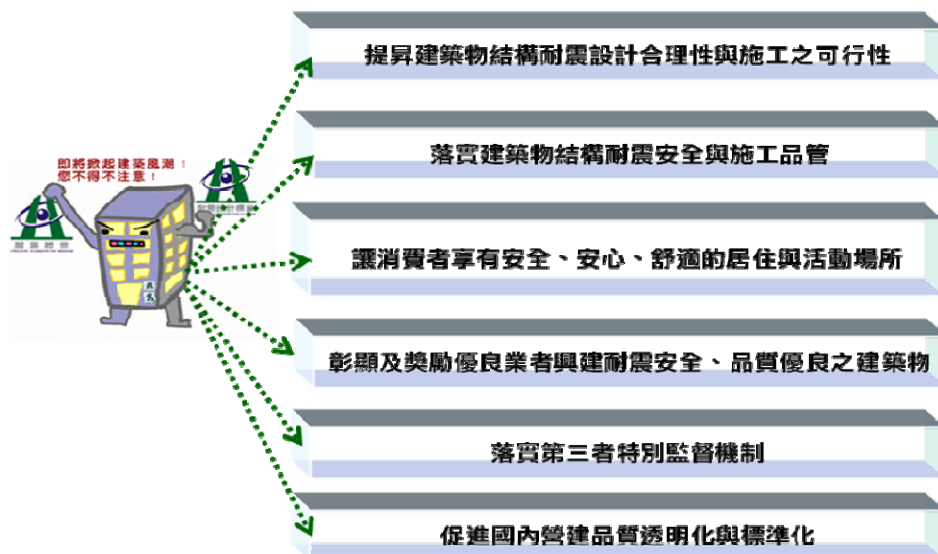 提昇建築物結構耐震設計合理性與施工之可行性
落實建築物結構耐震安全與施工品管
即將掀起建築風潮！
您不得不注意！
讓消費者享有安全、安心、舒適的居住與活動場所
彰顯及獎勵優良業者興建耐震安全、品質優良之建築物
落實第三者特別監督機制
促進國內營建品質透明化與標準化